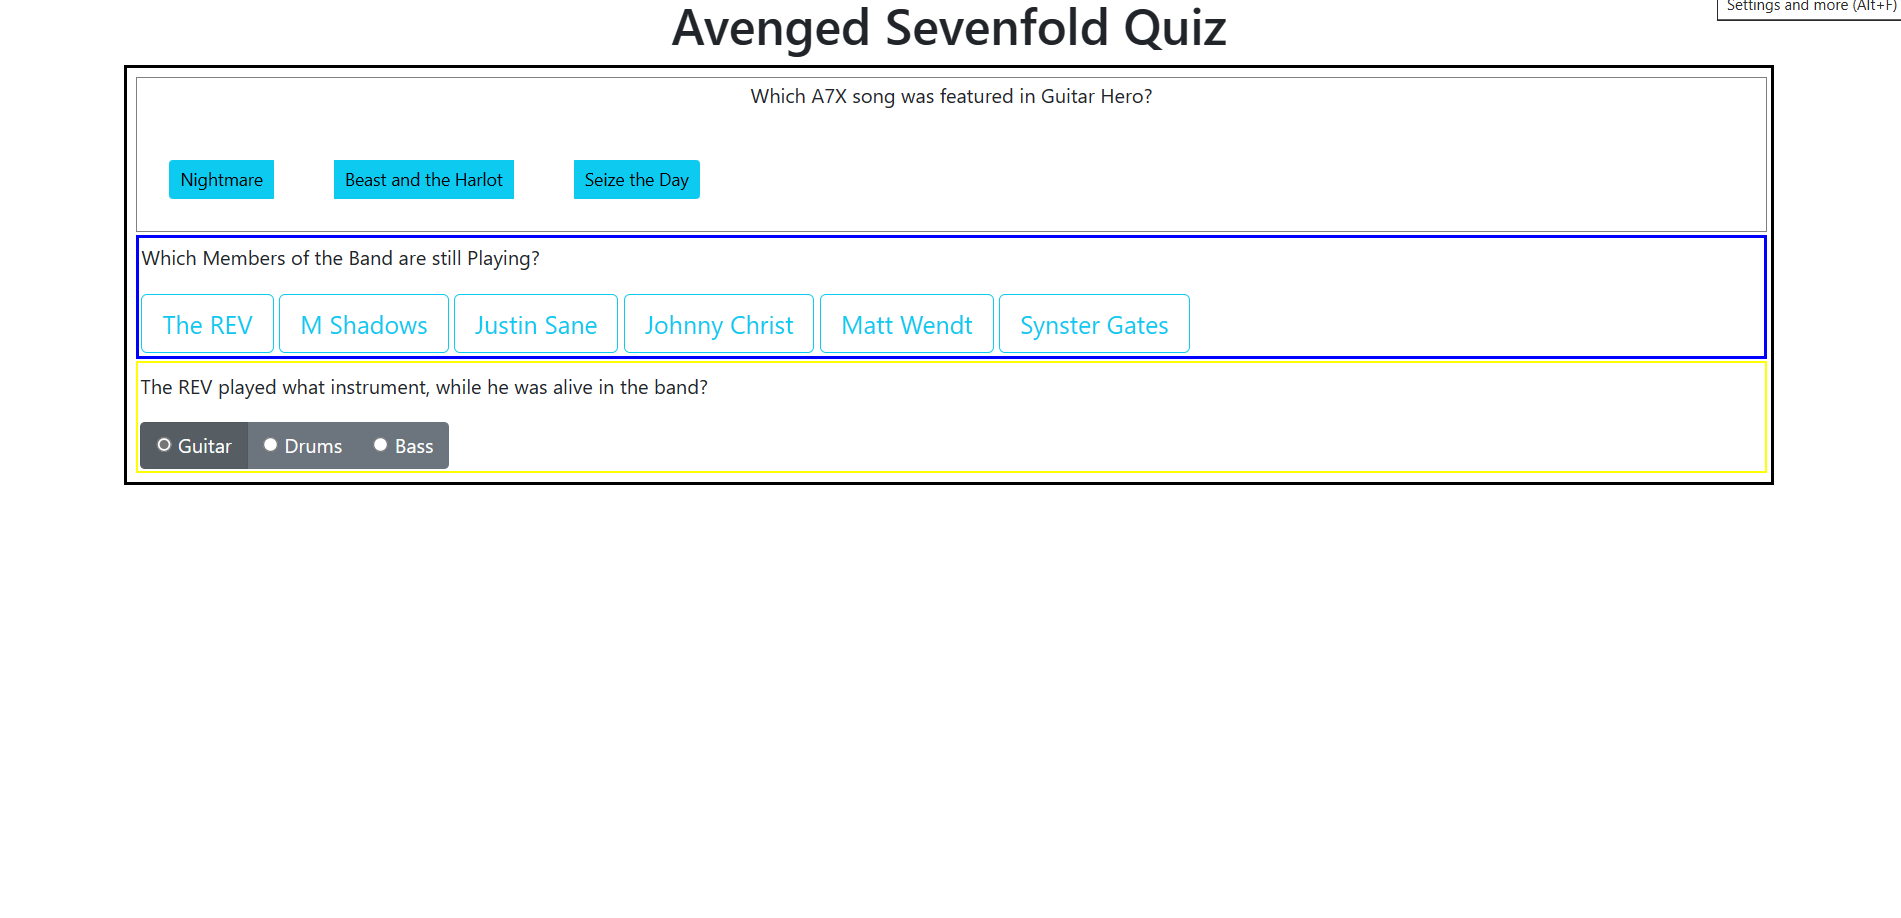 Settings and more (Alt+F)
Avenged Sevenfold Quiz
Which A7X song was featured in Guitar Hero?
Nightmare Beast and the Harlot Seize the Day
Which Members of the Band are still Playing?
The REV M Shadows Justin Sane Johnny Christ Matt Wendt Synster Gates
The REV played what instrument, while he was alive in the band?
Guitar Drums Bass